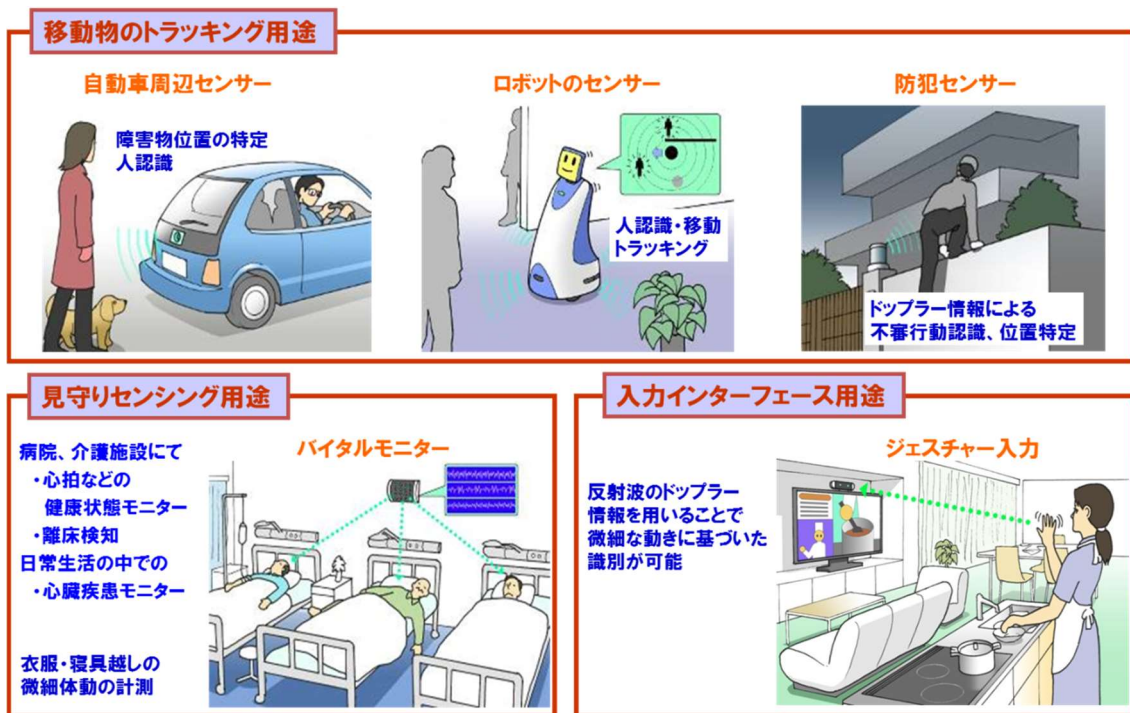 移動物のトラッキング用途
自動車周辺センサー
障害物位置の特定
人認識
ロボットのセンサー
人認識・移動
トラッキング
防犯センサー
ドップラー情報による
不審行動認識、位置特定
見守りセンシング用途
バイタルモニター
病院、介護施設にて
・心拍などの
健康状態モニター
・離床検知
日常生活の中での
・心臓疾患モニター
衣服・寝具越しの
微細体動の計測
入力インターフェース用途
ジェスチャー入力
反射波のドップラー
情報を用いることで
微細な動きに基づいた
識別が可能